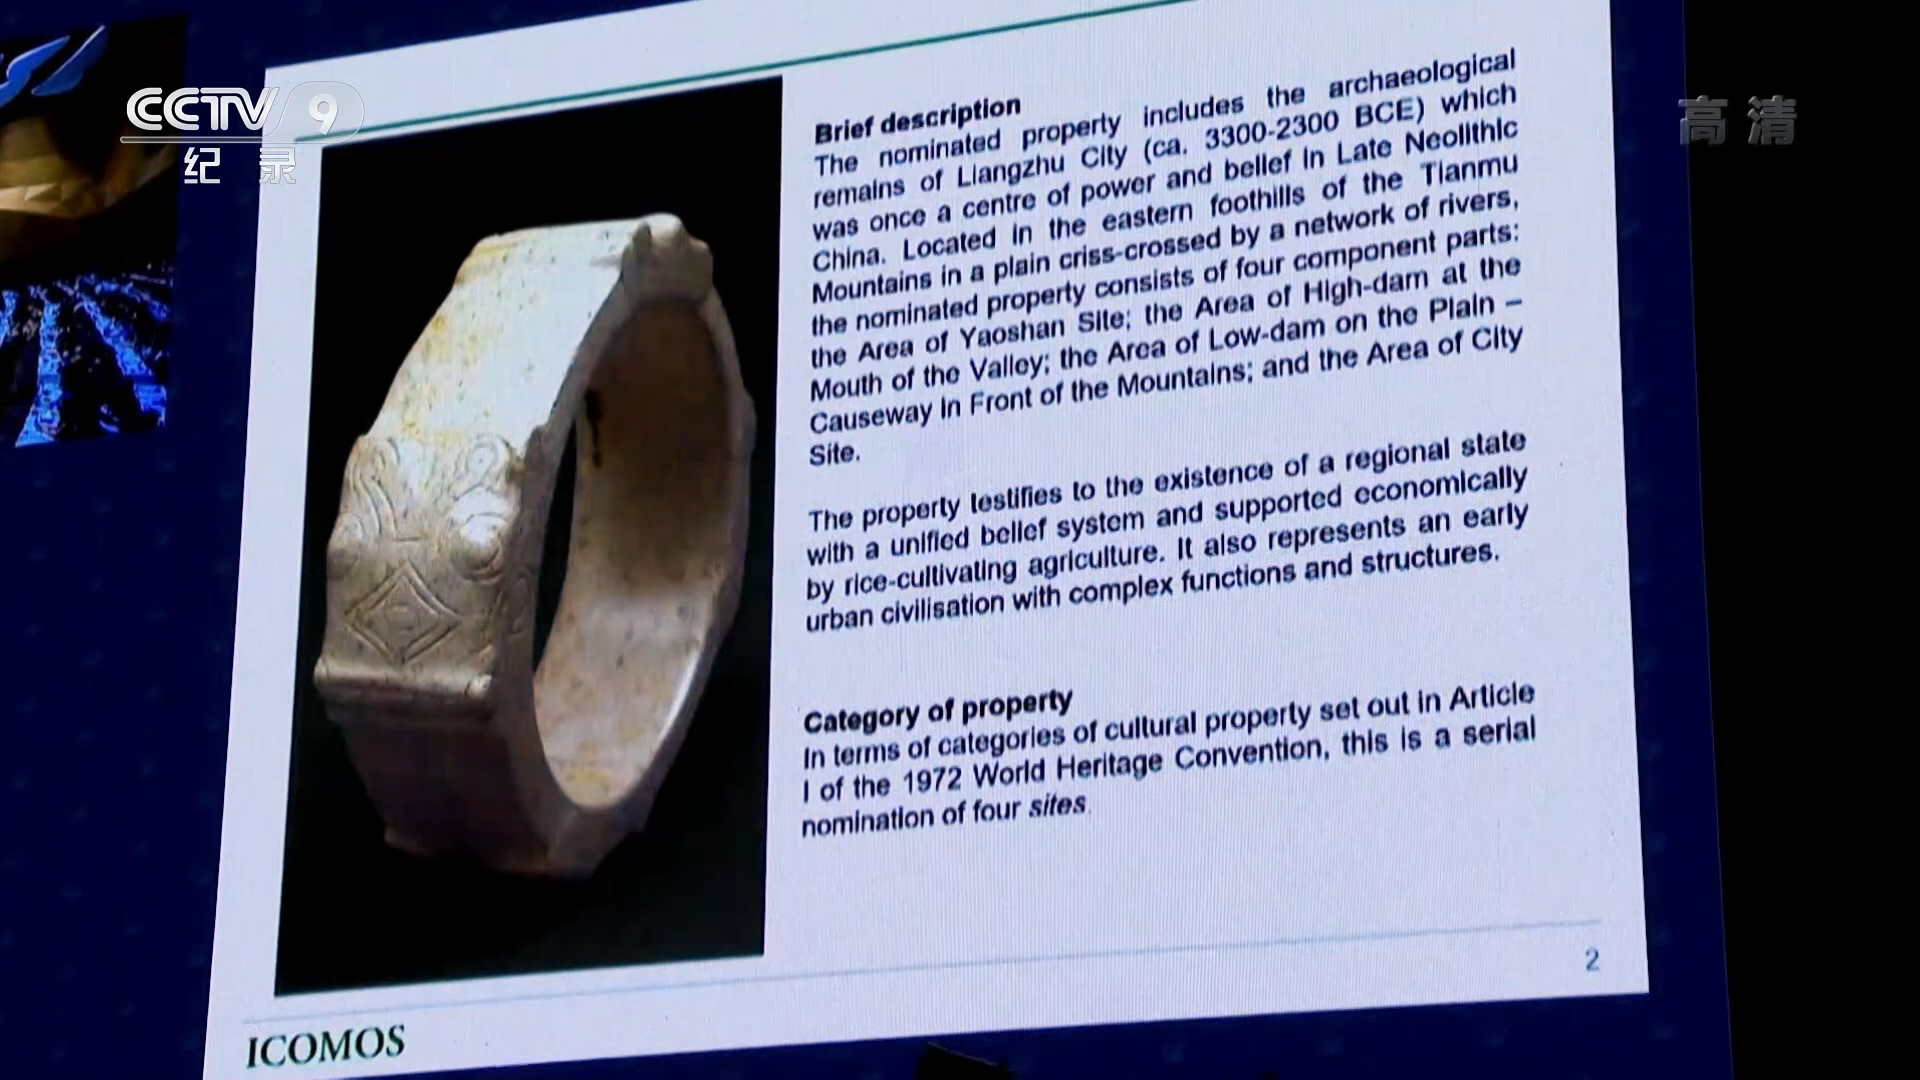 CCTV 9
纪录
高清
Brief description
The nominated property includes the archaeological
remains of Liangzhu City (ca. 3300-2300 BCE) which
was once a centre of power and belief in Late Neolithic
China. Located in the eastern foothills of the Tianmu
Mountains in a plain criss-crossed by a network of rivers,
the nominated property consists of four component parts:
the Area of Yaoshan Site; the Area of High-dam at the
Mouth of the Valley; the Area of Low-dam on the Plain –
Causeway in Front of the Mountains; and the Area of City
Site.
The property testifies to the existence of a regional state
with a unified belief system and supported economically
by rice-cultivating agriculture. It also represents an early
urban civilisation with complex functions and structures.
Category of property
In terms of categories of cultural property set out in Article
I of the 1972 World Heritage Convention, this is a serial
nomination of four sites.
2
ICOMOS